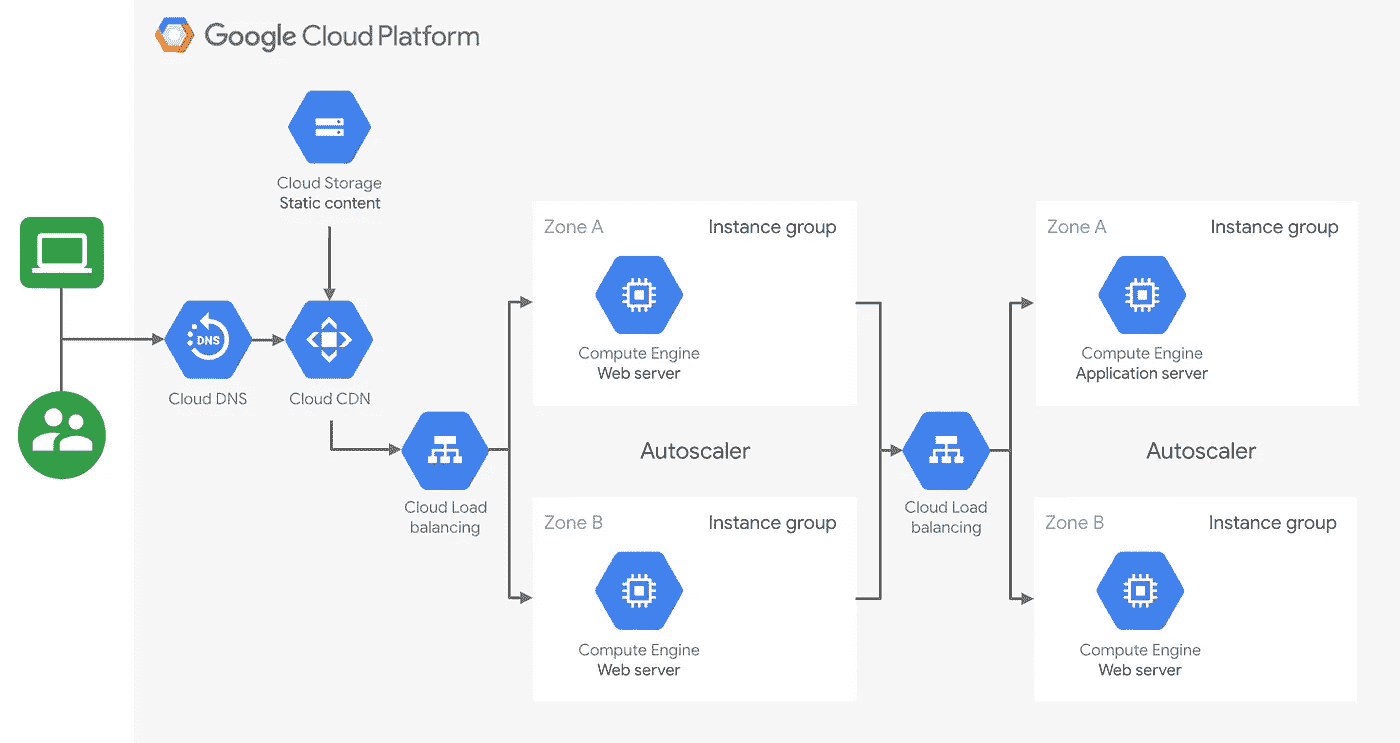 Google Cloud Platform
Cloud Storage
Static content
DNS
Cloud DNS
Cloud CDN
Cloud Load
balancing
Zone A
Instance group
Compute Engine
Web server
Autoscaler
Zone B
Instance group
Compute Engine
Web server
Cloud Load
balancing
Zone A
Instance group
Compute Engine
Application server
Autoscaler
Zone B
Instance group
Compute Engine
Web server